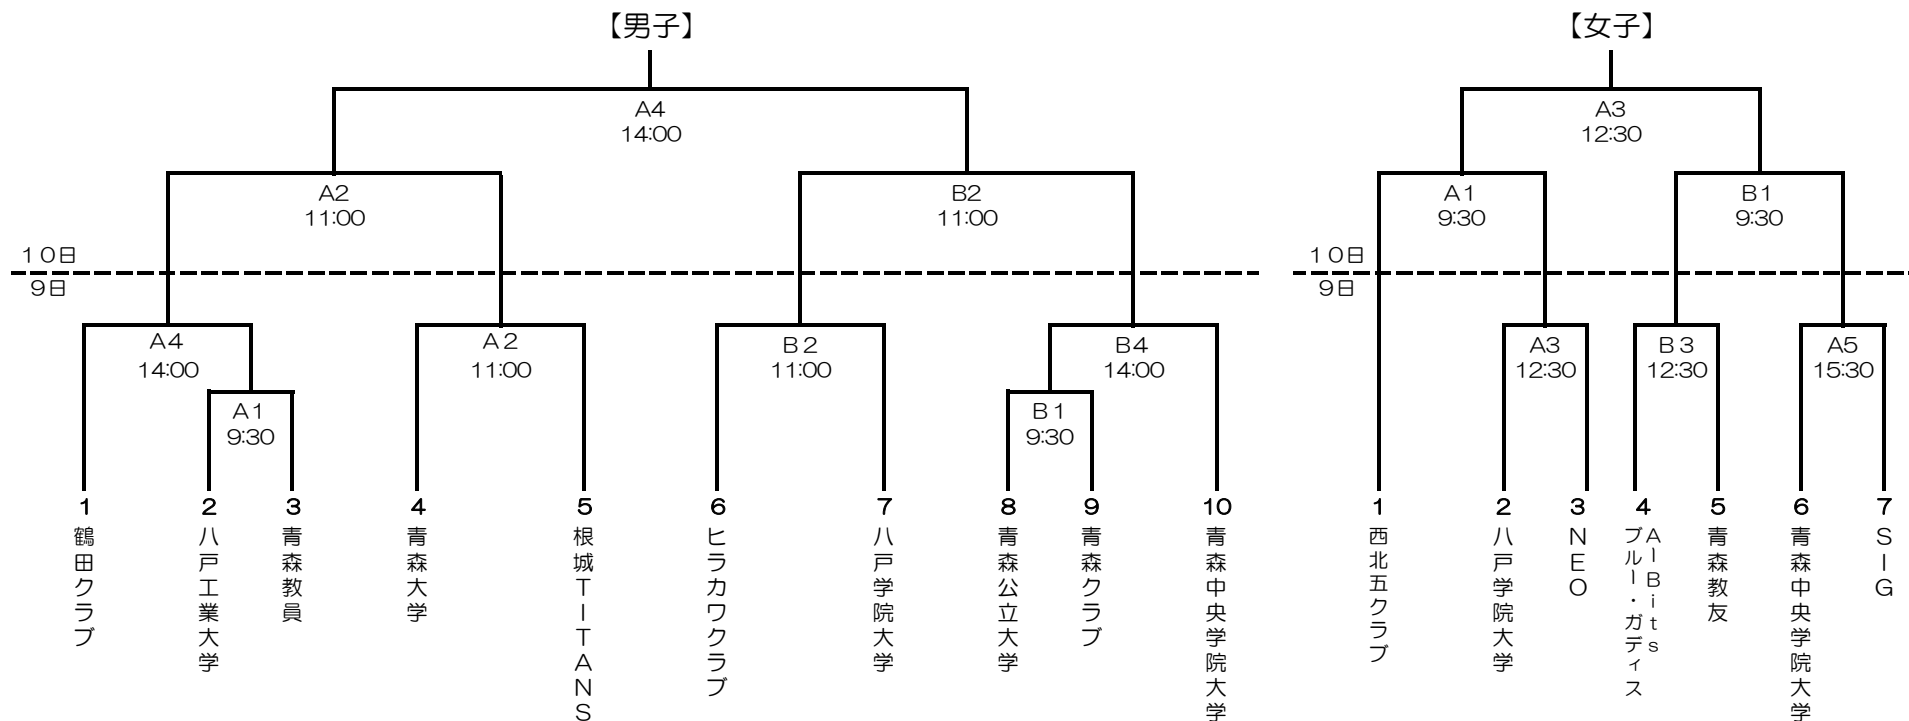 【男子】
A4
14:00
A2
11:00
B2
11:00
10日
9日
A4
14:00
A2
11:00
B2
11:00
B4
14:00
A1
9:30
B1
9:30
1
鶴田クラブ
2
八戸工業大学
3
青森教員
4
青森大学
5
根城TITANS
6
ヒラカワクラブ
7
八戸学院大学
8
青森公立大学
9
青森クラブ
10
青森中央学院大学
【女子】
A3
12:30
A1
9:30
B1
9:30
10日
9日
A3
12:30
B3
12:30
A5
15:30
1
西北五クラブ
2
八戸学院大学
3
NEO
4
AlBits
ブルー・ガディス
5
青森教友
6
青森中央学院大学
7
SIG